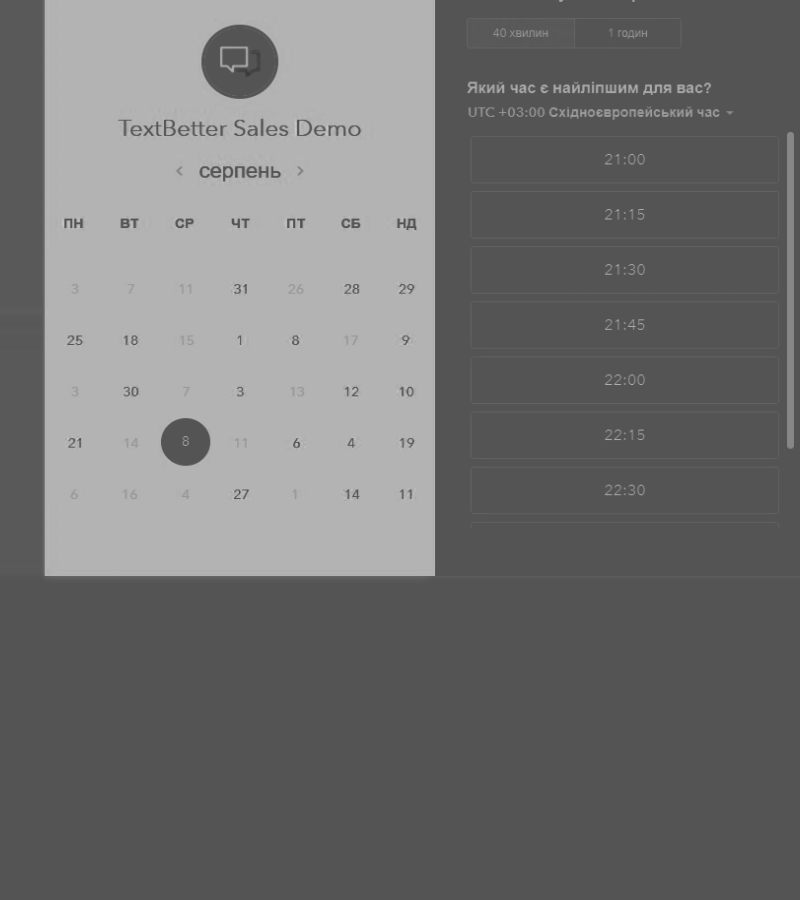 TextBetter Sales Demo
серпень
ПН ВТ СР ЧТ ПТ СБ НД
3 7 11 31 26 28 29
25 18 15 1 8 17 9
3 30 7 3 13 12 10
21 14 8 11 6 4 19
6 16 4 27 1 14 11
40 хвилин 1 годин
Який час є найліпшим для вас?
UTC +03:00 Східноєвропейський час
21:00
21:15
21:30
21:45
22:00
22:15
22:30